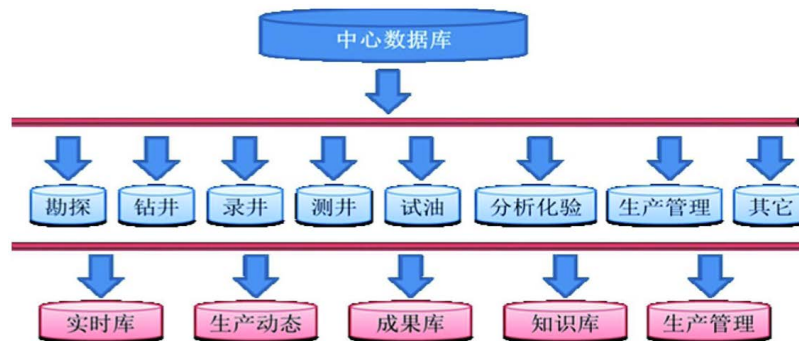 中心数据库
勘探 钻井 录井 测井 试油 分析化验 生产管理 其它
实时库 生产动态 成果库 知识库 生产管理